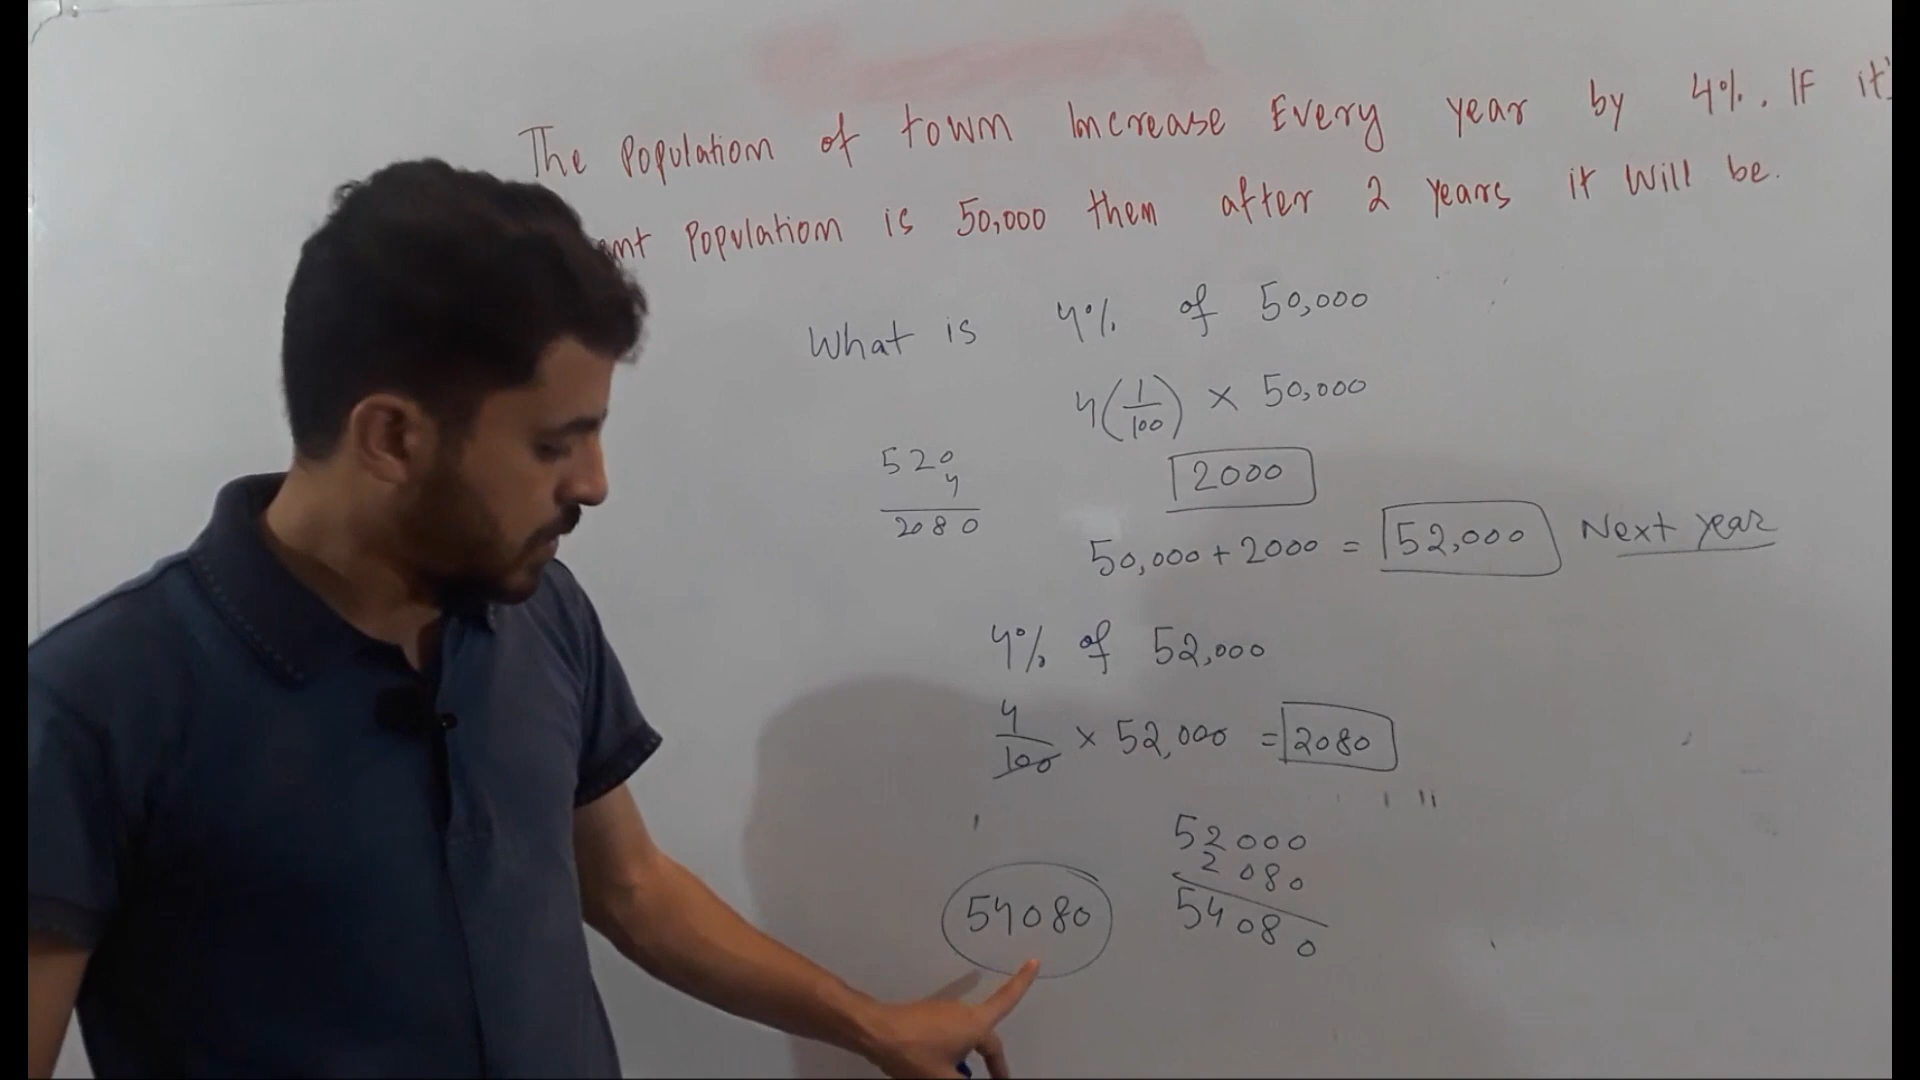 The Population of town Increase Every year by 4%. IF it's
Population is 50,000 then after 2 Years it Will be.
What is 4% of 50,000
4(1/100) × 50,000
520
4
2080
2000
50,000 + 2000 = 52,000 Next year
4% of 52,000
4/100 × 52,000 = 2080
52000
2080
54080
54080